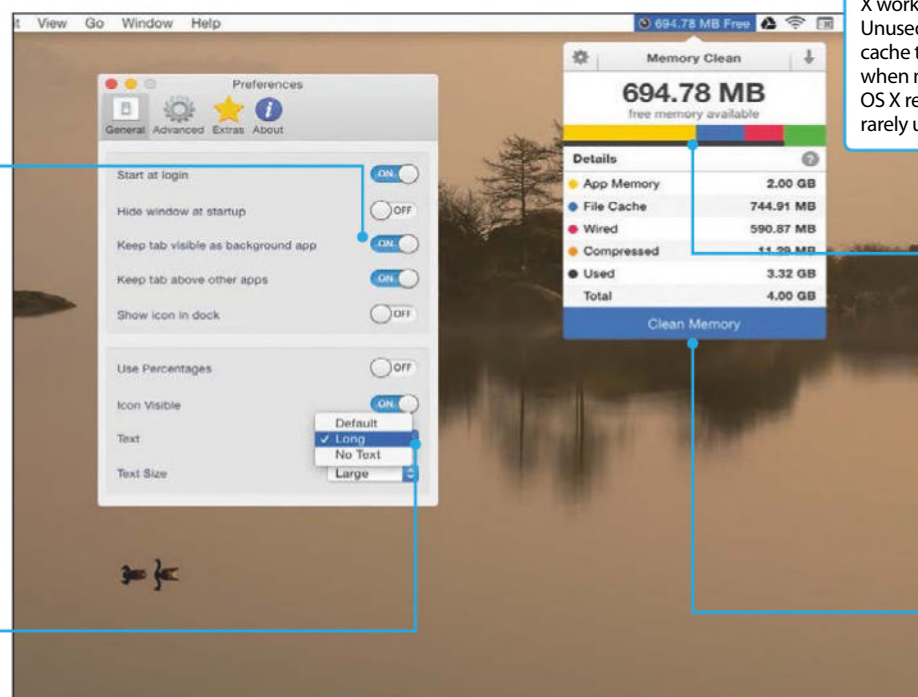 View Go Window Help
694.78 MB Free
X work
Unused
cache t
when
OS X re
rarely u
Preferences
General Advanced Extras About
Start at login ON
Hide window at startup OFF
Keep tab visible as background app ON
Keep tab above other apps ON
Show icon in dock OFF
Use Percentages OFF
Icon Visible ON
Text
Default
✓ Long
No Text
Text Size Large
Memory Clean
694.78 MB
free memory available
Details ?
App Memory 2.00 GB
File Cache 744.91 MB
Wired 590.87 MB
Compressed 11.29 MB
Used 3.32 GB
Total 4.00 GB
Clean Memory